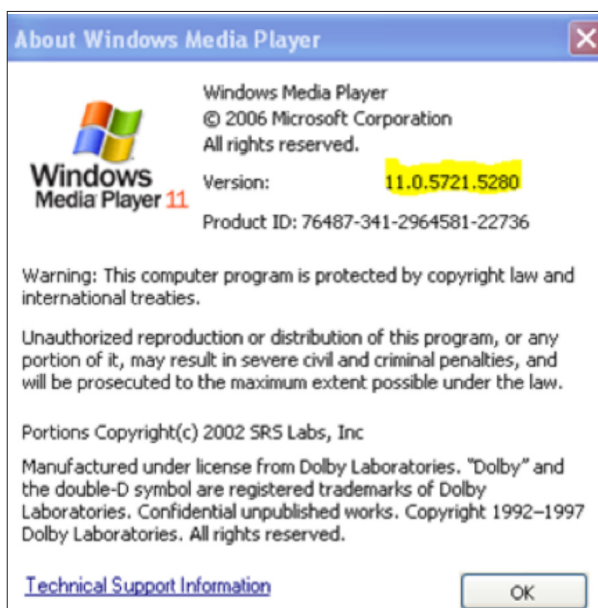 About Windows Media Player
Windows Media Player
© 2006 Microsoft Corporation
All rights reserved.
Windows
Media Player 11
Version: 11.0.5721.5280
Product ID: 76487-341-2964581-22736
Warning: This computer program is protected by copyright law and
international treaties.
Unauthorized reproduction or distribution of this program, or any
portion of it, may result in severe civil and criminal penalties, and
will be prosecuted to the maximum extent possible under the law.
Portions Copyright(c) 2002 SRS Labs, Inc
Manufactured under license from Dolby Laboratories. "Dolby" and
the double-D symbol are registered trademarks of Dolby
Laboratories. Confidential unpublished works. Copyright 1992–1997
Dolby Laboratories. All rights reserved.
Technical Support Information
OK